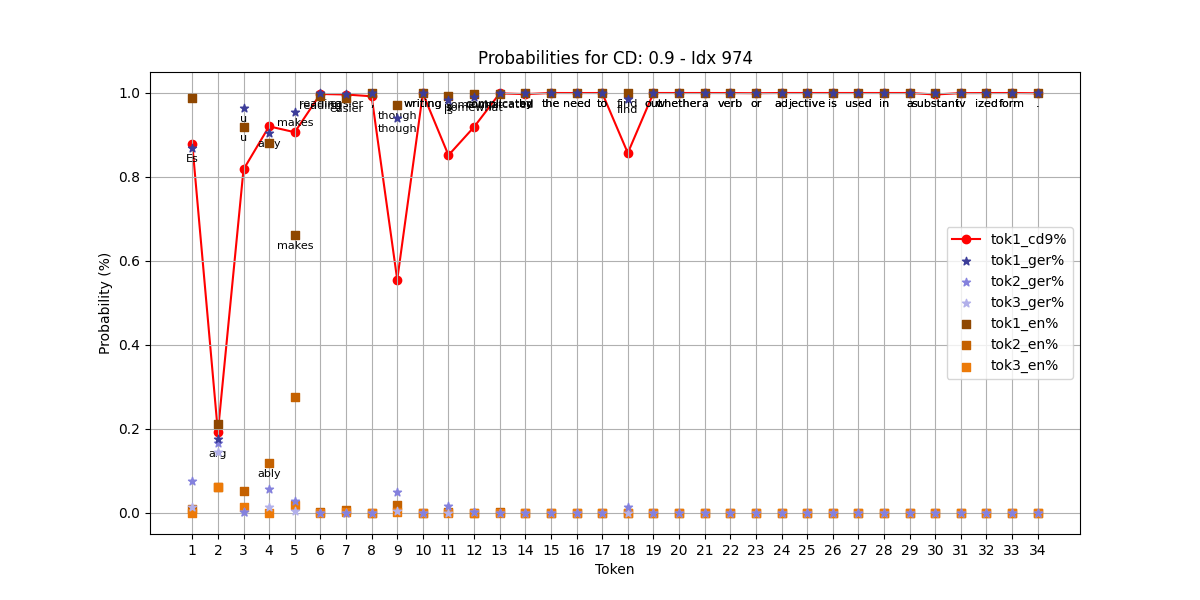 Probabilities for CD: 0.9 - Idx 974
Probability (%)
1.0
0.8
0.6
0.4
0.2
0.0
Es
arg
u
u
ably
ably
makes
makes
reading
easier
,
though
though
writing
is
somewhat
complicated
by
the need to
find
find
out
whether a verb or adjective is used in a substantiv ized form .
tok1_cd9%
tok1_ger%
tok2_ger%
tok3_ger%
tok1_en%
tok2_en%
tok3_en%
1 2 3 4 5 6 7 8 9 10 11 12 13 14 15 16 17 18 19 20 21 22 23 24 25 26 27 28 29 30 31 32 33 34
Token